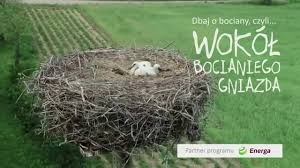 Dbaj o bociany, czyli...
WOKÓŁ
BOCIANIEGO
GNIAZDA
Partner programu Energa